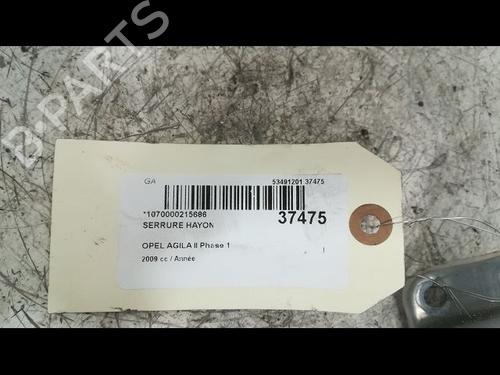 B-PARTS
GA 53491201 37475
*1070000215686
37475
SERRURE HAYON
OPEL AGILA II Phase 1
2009 cc / Année